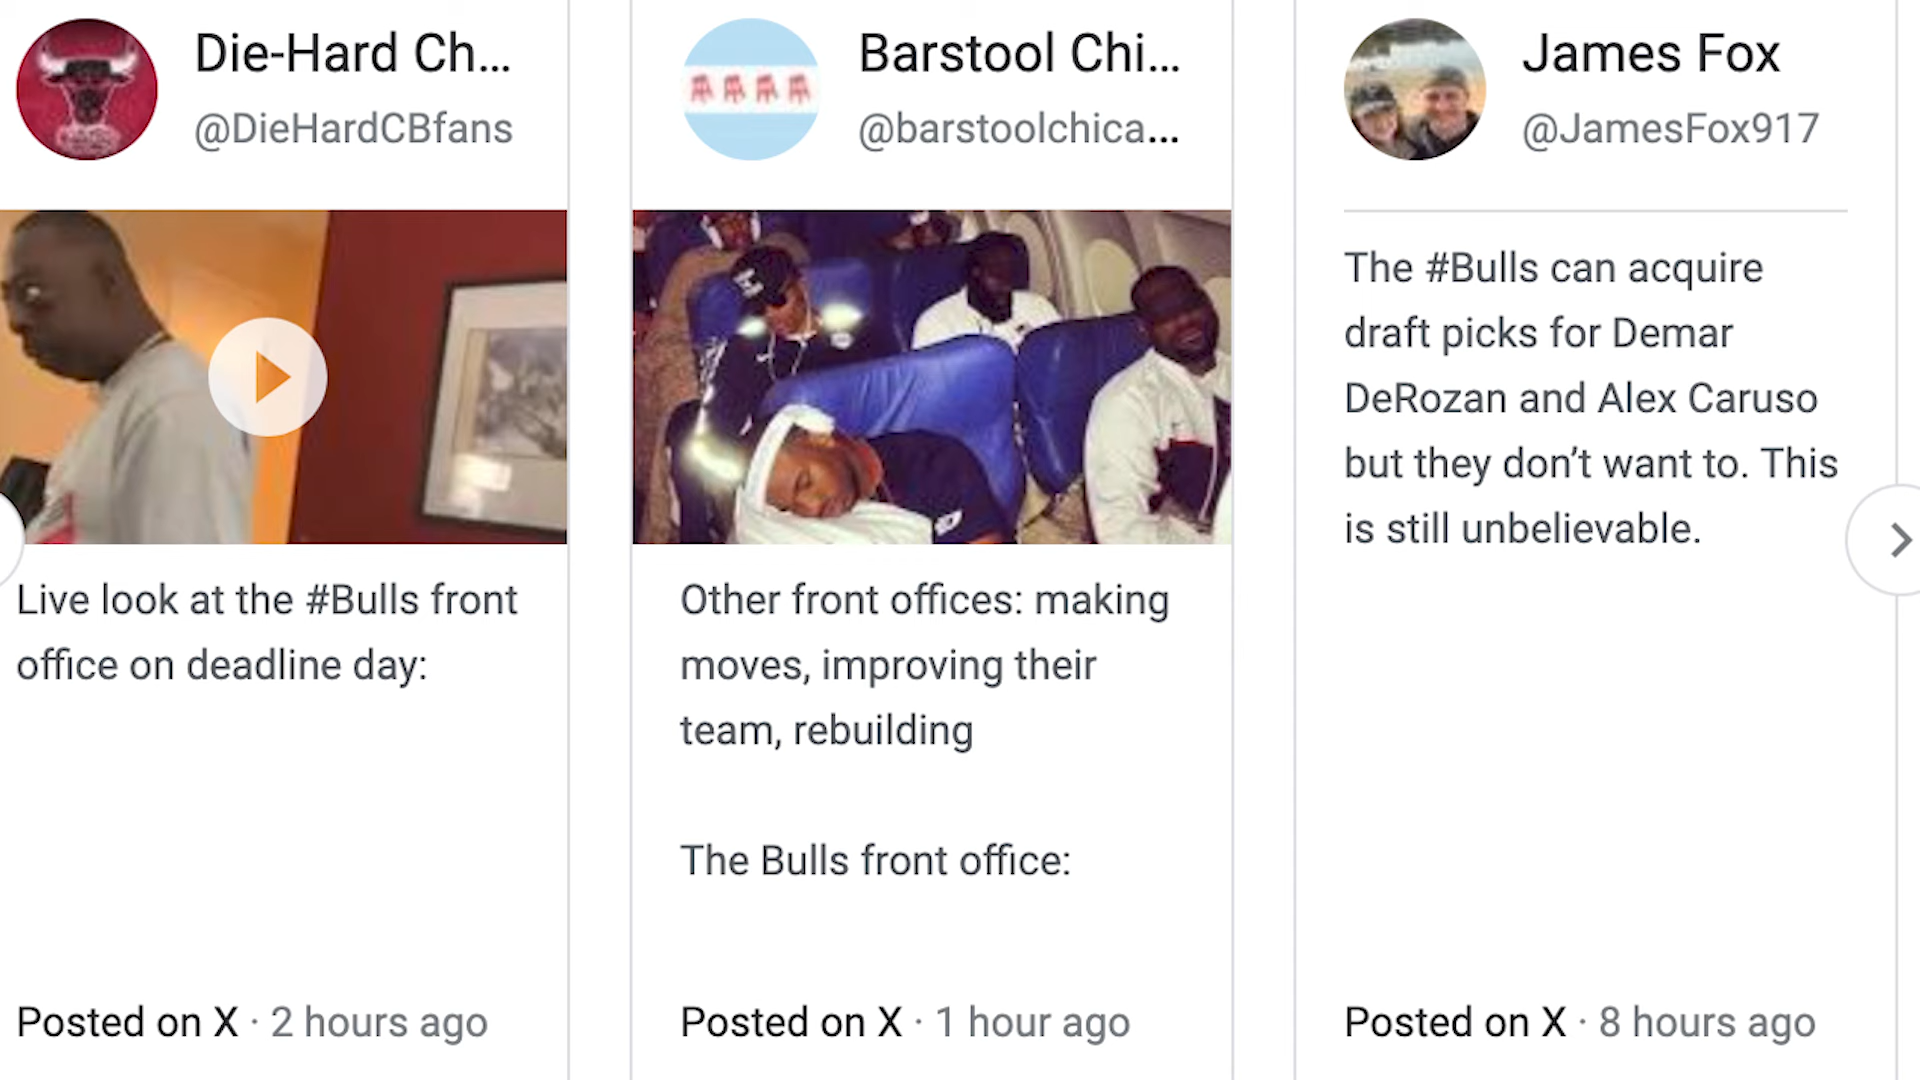 Die-Hard Ch...
@DieHardCBfans
Live look at the #Bulls front
office on deadline day:
Posted on X · 2 hours ago
Barstool Chi...
@barstoolchica...
Other front offices: making
moves, improving their
team, rebuilding
The Bulls front office:
Posted on X · 1 hour ago
James Fox
@JamesFox917
The #Bulls can acquire
draft picks for Demar
DeRozan and Alex Caruso
but they don’t want to. This
is still unbelievable.
Posted on X · 8 hours ago